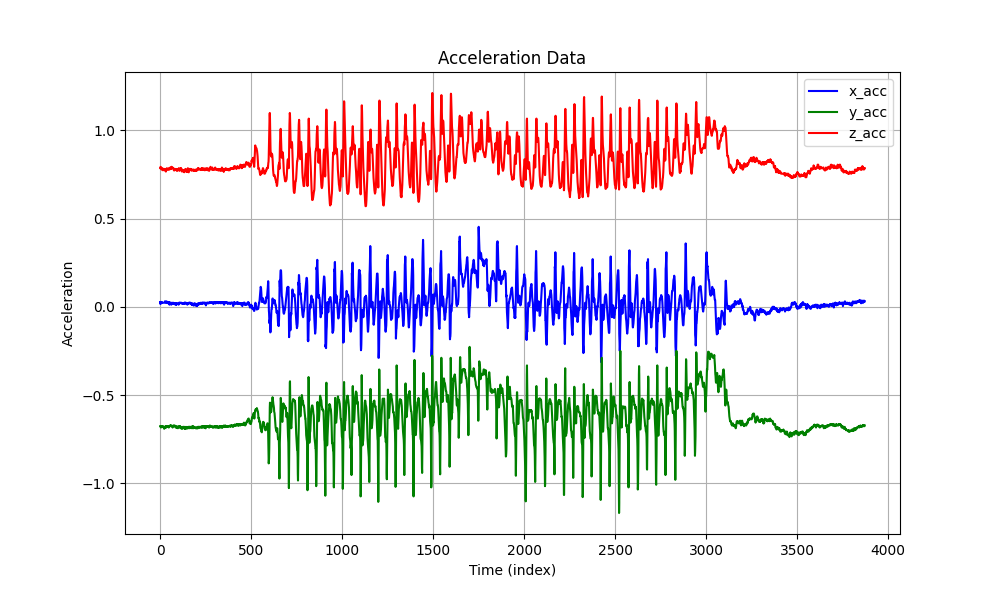 Acceleration Data
x_acc
y_acc
z_acc
1.0
0.5
0.0
−0.5
−1.0
Acceleration
0 500 1000 1500 2000 2500 3000 3500 4000
Time (index)